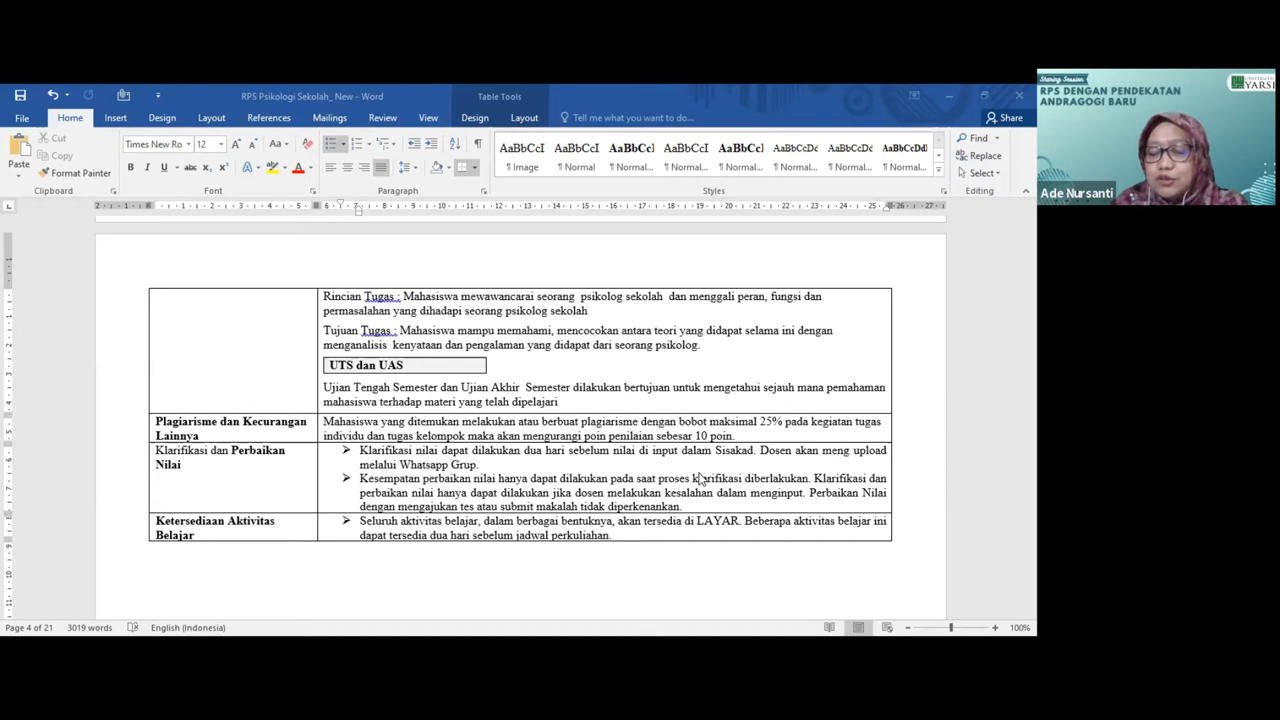 RPS Psikologi Sekolah_ New - Word
Table Tools
File Home Insert Design Layout References Mailings Review View Design Layout Tell me what you want to do... Share
Paste
Cut
Copy
Format Painter
Clipboard
Times New Ro 12
Font
Paragraph
AaBbCcI AaBbCcI AaBbCc AaBbCcI AaBbCcI AaBbCcDc AaBbCcDc AaBbCcDd
¶ Image ¶ Normal ¶ Normal... ¶ Normal... ¶ Normal... ¶ Normal... ¶ Normal... ¶ Normal...
Styles
Find
Replace
Select
Editing
Sharing Session
UNIVERSITAS
YARSI
RPS DENGAN PENDEKATAN
ANDRAGOGI BARU
Ade Nursanti
Rincian Tugas : Mahasiswa mewawancarai seorang psikolog sekolah dan menggali peran, fungsi dan
permasalahan yang dihadapi seorang psikolog sekolah
Tujuan Tugas : Mahasiswa mampu memahami, mencocokan antara teori yang didapat selama ini dengan
menganalisis kenyataan dan pengalaman yang didapat dari seorang psikolog.
UTS dan UAS
Ujian Tengah Semester dan Ujian Akhir Semester dilakukan bertujuan untuk mengetahui sejauh mana pemahaman
mahasiswa terhadap materi yang telah dipelajari
Plagiarisme dan Kecurangan
Lainnya
Mahasiswa yang ditemukan melakukan atau berbuat plagiarisme dengan bobot maksimal 25% pada kegiatan tugas
individu dan tugas kelompok maka akan mengurangi poin penilaian sebesar 10 poin.
Klarifikasi dan Perbaikan
Nilai
Klarifikasi nilai dapat dilakukan dua hari sebelum nilai di input dalam Sisakad. Dosen akan meng upload
melalui Whatsapp Grup.
Kesempatan perbaikan nilai hanya dapat dilakukan pada saat proses klarifikasi diberlakukan. Klarifikasi dan
perbaikan nilai hanya dapat dilakukan jika dosen melakukan kesalahan dalam menginput. Perbaikan Nilai
dengan mengajukan tes atau submit makalah tidak diperkenankan.
Ketersediaan Aktivitas
Belajar
Seluruh aktivitas belajar, dalam berbagai bentuknya, akan tersedia di LAYAR. Beberapa aktivitas belajar ini
dapat tersedia dua hari sebelum jadwal perkuliahan.
Page 4 of 21 3019 words English (Indonesia) 100%